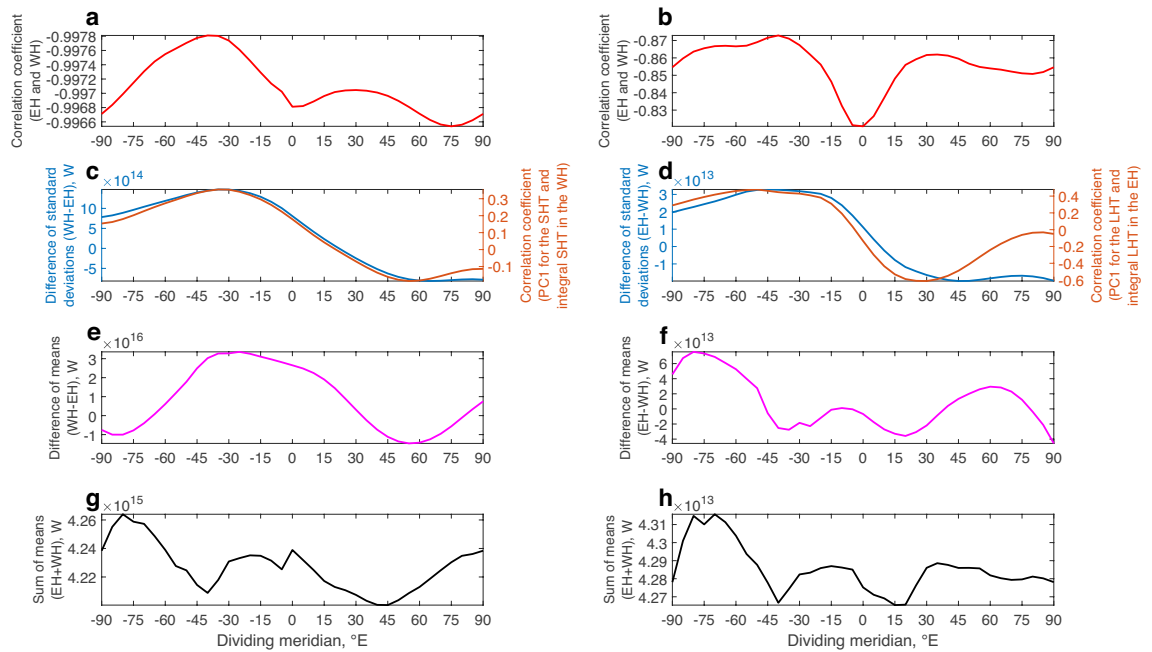 a
Correlation coefficient
(EH and WH)
-0.9978
-0.9976
-0.9974
-0.9972
-0.997
-0.9968
-0.9966
-90 -75 -60 -45 -30 -15 0 15 30 45 60 75 90
b
Correlation coefficient
(EH and WH)
-0.87
-0.86
-0.85
-0.84
-0.83
-90 -75 -60 -45 -30 -15 0 15 30 45 60 75 90
c
×10^14
Difference of standard
deviations (WH-EH), W
10
5
0
-5
0.3
0.2
0.1
0
-0.1
Correlation coefficient
(PC1 for the SHT and
integral SHT in the WH)
-90 -75 -60 -45 -30 -15 0 15 30 45 60 75 90
d
×10^13
Difference of standard
deviations (EH-WH), W
3
2
1
0
-1
0.4
0.2
0
-0.2
-0.4
-0.6
Correlation coefficient
(PC1 for the LHT and
integral LHT in the EH)
-90 -75 -60 -45 -30 -15 0 15 30 45 60 75 90
e
×10^16
Difference of means
(WH-EH), W
3
2
1
0
-1
-90 -75 -60 -45 -30 -15 0 15 30 45 60 75 90
f
×10^13
Difference of means
(EH-WH), W
6
4
2
0
-2
-4
-90 -75 -60 -45 -30 -15 0 15 30 45 60 75 90
g
×10^15
Sum of means
(EH+WH), W
4.26
4.24
4.22
-90 -75 -60 -45 -30 -15 0 15 30 45 60 75 90
Dividing meridian, °E
h
×10^13
Sum of means
(EH+WH), W
4.31
4.3
4.29
4.28
4.27
-90 -75 -60 -45 -30 -15 0 15 30 45 60 75 90
Dividing meridian, °E